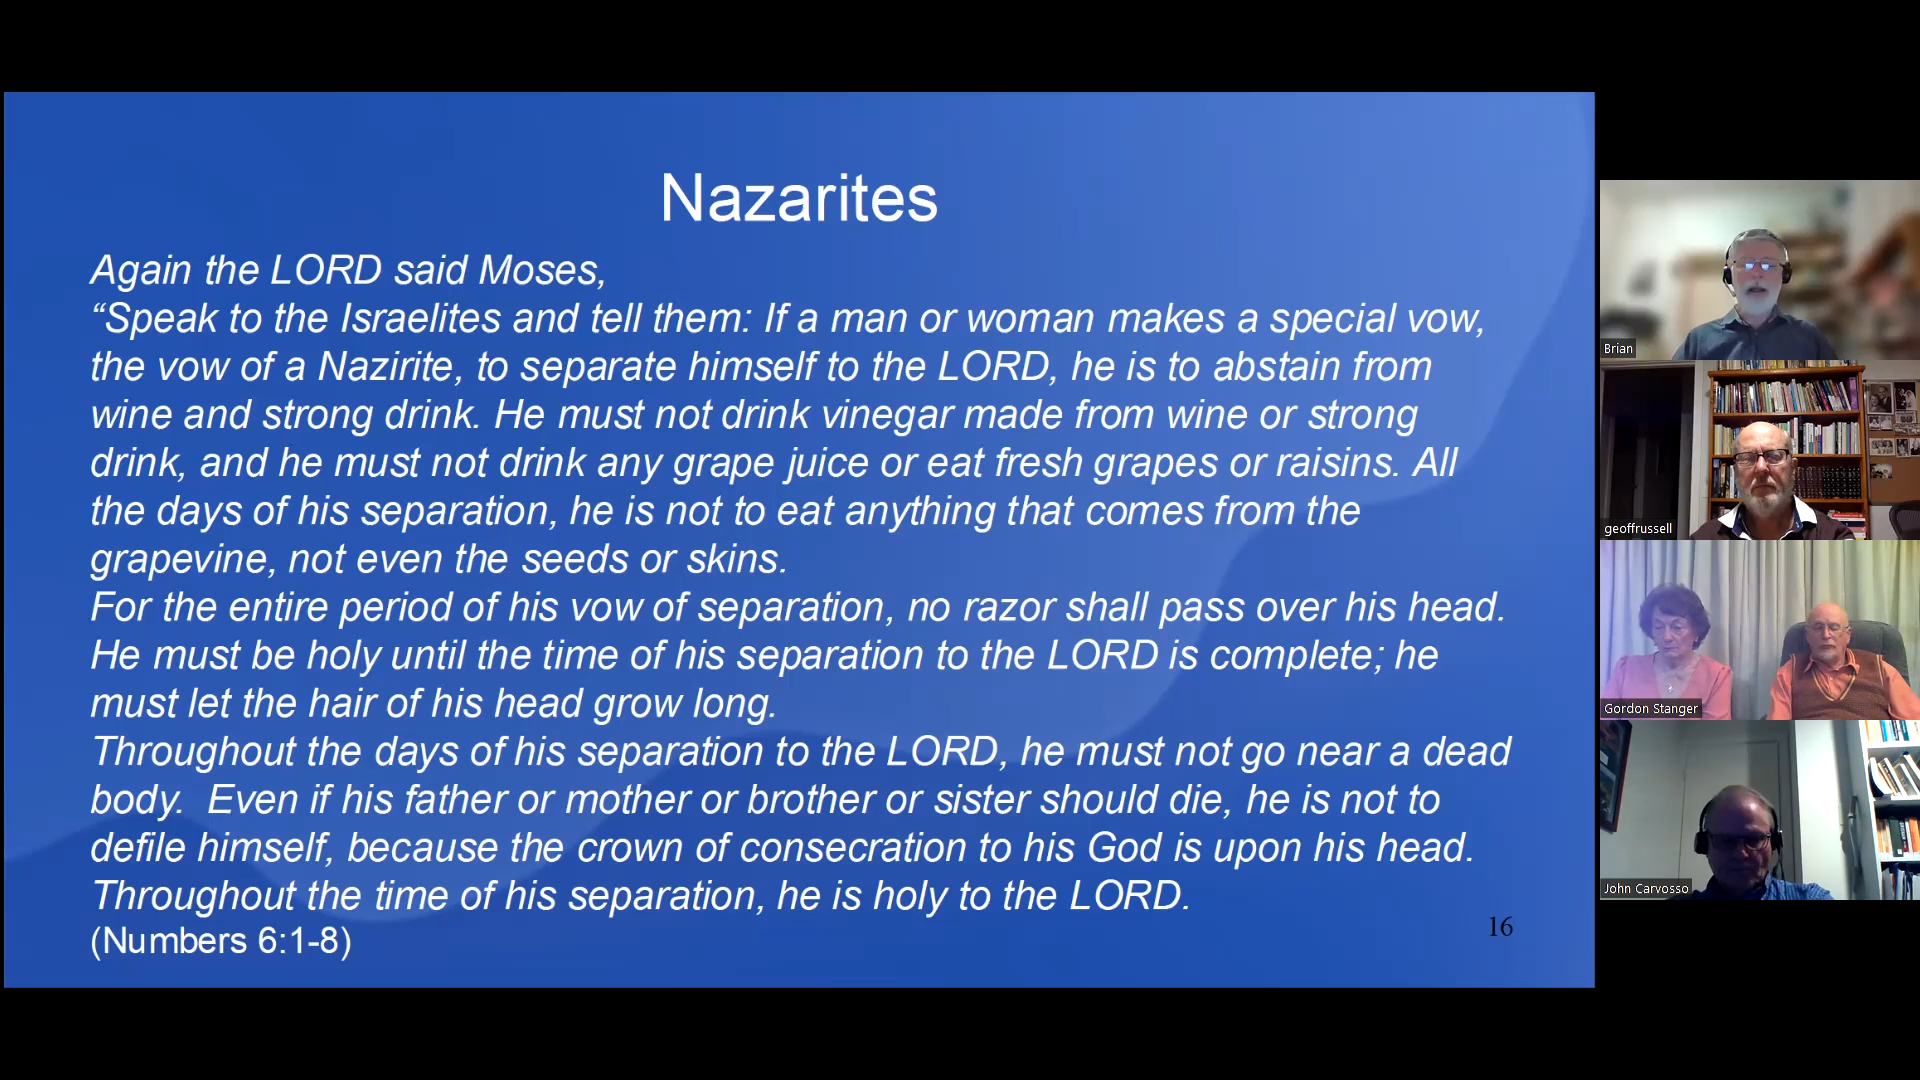 Nazarites
Again the LORD said Moses,
“Speak to the Israelites and tell them: If a man or woman makes a special vow,
the vow of a Nazirite, to separate himself to the LORD, he is to abstain from
wine and strong drink. He must not drink vinegar made from wine or strong
drink, and he must not drink any grape juice or eat fresh grapes or raisins. All
the days of his separation, he is not to eat anything that comes from the
grapevine, not even the seeds or skins.
For the entire period of his vow of separation, no razor shall pass over his head.
He must be holy until the time of his separation to the LORD is complete; he
must let the hair of his head grow long.
Throughout the days of his separation to the LORD, he must not go near a dead
body.  Even if his father or mother or brother or sister should die, he is not to
defile himself, because the crown of consecration to his God is upon his head.
Throughout the time of his separation, he is holy to the LORD.
(Numbers 6:1-8)
16
Brian
geoffrussell
Gordon Stanger
John Carvosso